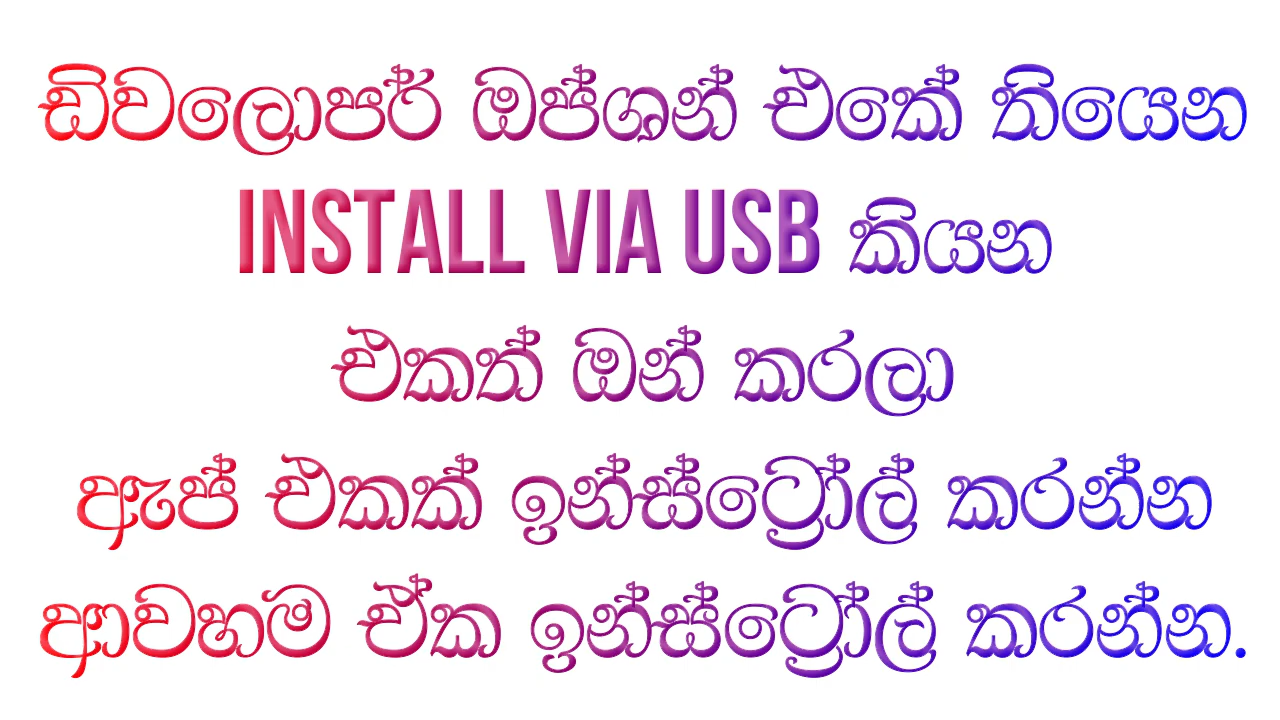 ඩිවලොපර් ඔප්ශන් එකේ තියෙන
INSTALL VIA USB කියන
එකත් ඔන් කරලා
ඇප් එකක් ඉන්ස්ට්‍රෝල් කරන්න
ආවහම ඒක ඉන්ස්ට්‍රෝල් කරන්න.